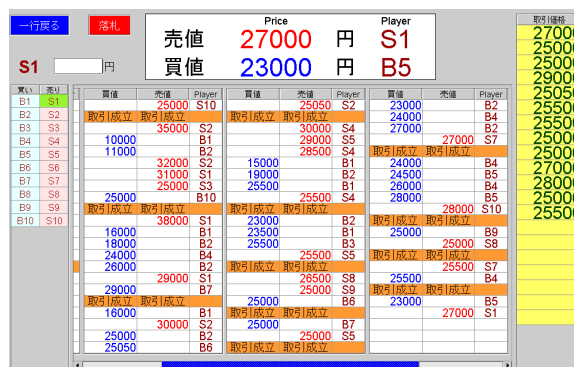 一行戻る
落札
Price
Player
売値 27000 円 S1
買値 23000 円 B5
S1 円
買い 売り
B1 S1
B2 S2
B3 S3
B4 S4
B5 S5
B6 S6
B7 S7
B8 S8
B9 S9
B10 S10
買値 売値 Player
25000 S10
取引成立 取引成立
35000 S2
10000 B1
11000 B2
32000 S2
31000 S1
25000 S3
25000 B10
取引成立 取引成立
38000 S1
16000 B1
18000 B2
24000 B4
26000 B2
29000 S1
29000 B7
取引成立 取引成立
16000 B1
30000 S2
25000 B2
25050 B6
買値 売値 Player
25050 S2
取引成立 取引成立
30000 S4
29000 S5
28500 S4
15000 B1
19000 B2
25500 B1
25500 S4
取引成立 取引成立
23000 B2
23500 B1
25500 B3
25500 S5
取引成立 取引成立
26500 S8
25000 S9
25000 B6
取引成立 取引成立
25000 B7
25000 S5
取引成立 取引成立
買値 売値 Player
23000 B2
24000 B4
27000 B2
27000 S7
取引成立 取引成立
24000 B4
24500 B5
26000 B4
28000 B5
28000 S10
取引成立 取引成立
25000 B9
25000 S8
取引成立 取引成立
25500 S7
25500 B4
取引成立 取引成立
23000 B5
27000 S1
取引価格
27000
25000
25000
29000
25050
25500
25500
25000
25000
27000
28000
25000
25500